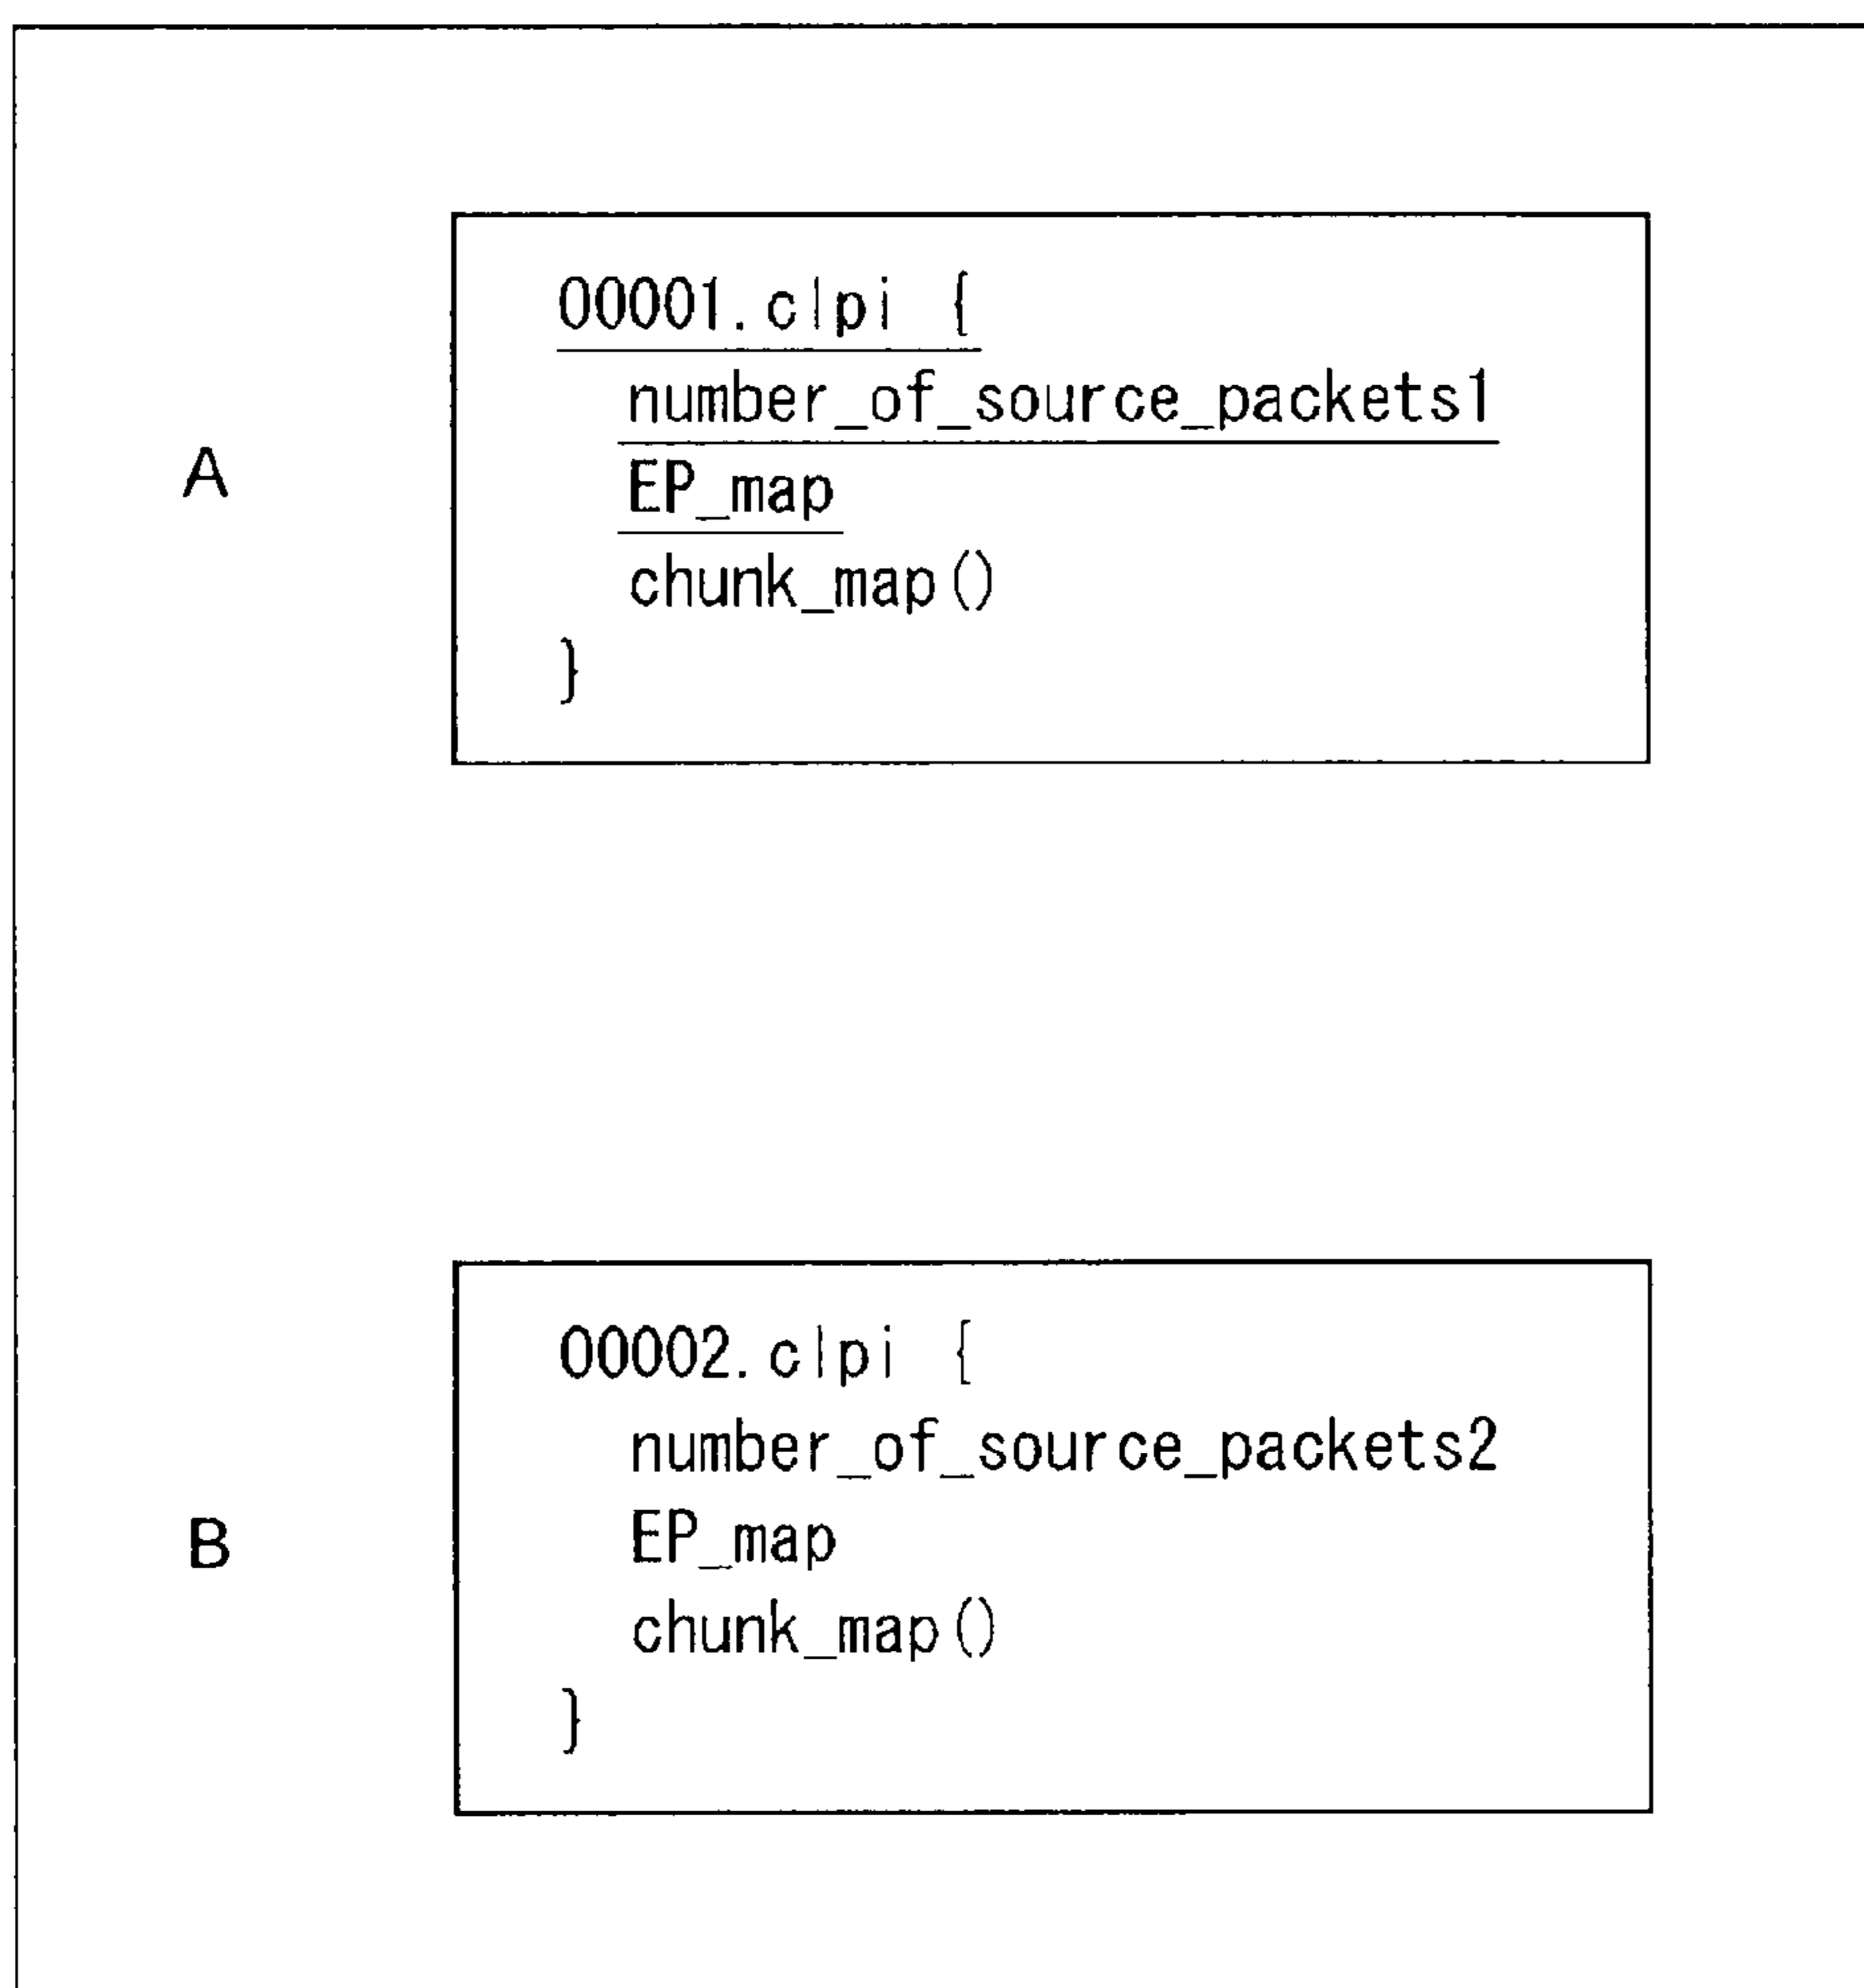 A
00001.clpi {
number_of_source_packets1
EP_map
chunk_map()
}
B
00002.clpi {
number_of_source_packets2
EP_map
chunk_map()
}